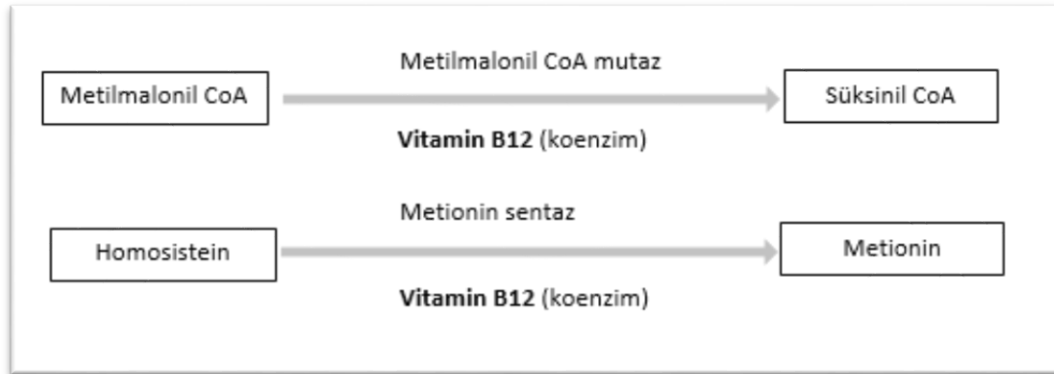 Metilmalonil CoA mutaz
Metilmalonil CoA
Süksinil CoA
Vitamin B12 (koenzim)
Metionin sentaz
Homosistein
Metionin
Vitamin B12 (koenzim)